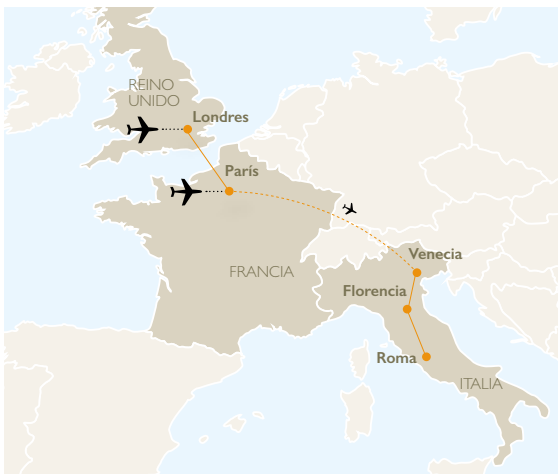 REINO
UNIDO
Londres
París
FRANCIA
Venecia
Florencia
Roma
ITALIA